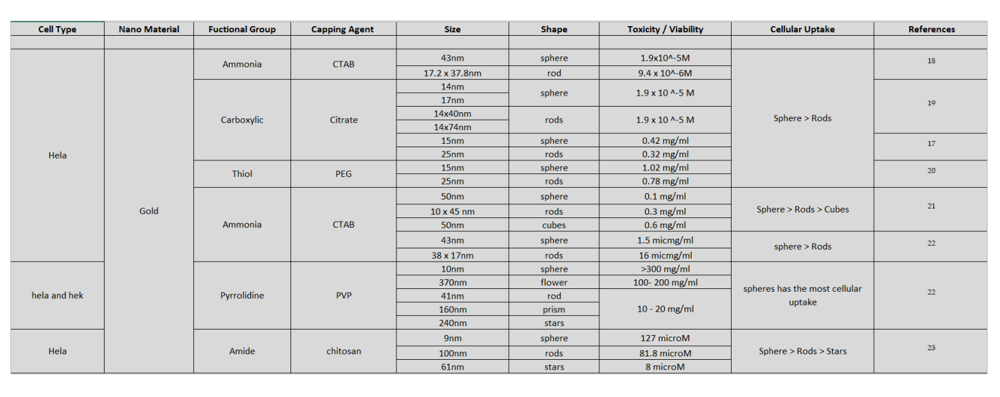 Cell Type Nano Material Fuctional Group Capping Agent Size Shape Toxicity / Viability Cellular Uptake References
Hela Gold Ammonia CTAB 43nm sphere 1.9x10^-5M Sphere > Rods 18
17.2 x 37.8nm rod 9.4 x 10^-6M
Carboxylic Citrate 14nm sphere 1.9 x 10 ^-5 M 19
17nm
14x40nm rods 1.9 x 10 ^-5 M
14x74nm
15nm sphere 0.42 mg/ml 17
25nm rods 0.32 mg/ml
Thiol PEG 15nm sphere 1.02 mg/ml 20
25nm rods 0.78 mg/ml
Ammonia CTAB 50nm sphere 0.1 mg/ml Sphere > Rods > Cubes 21
10 x 45 nm rods 0.3 mg/ml
50nm cubes 0.6 mg/ml
43nm sphere 1.5 micmg/ml sphere > Rods 22
38 x 17nm rods 16 micmg/ml
hela and hek Pyrrolidine PVP 10nm sphere >300 mg/ml spheres has the most cellular uptake 22
370nm flower 100- 200 mg/ml
41nm rod 10 - 20 mg/ml
160nm prism
240nm stars
Hela Amide chitosan 9nm sphere 127 microM Sphere > Rods > Stars 23
100nm rods 81.8 microM
61nm stars 8 microM